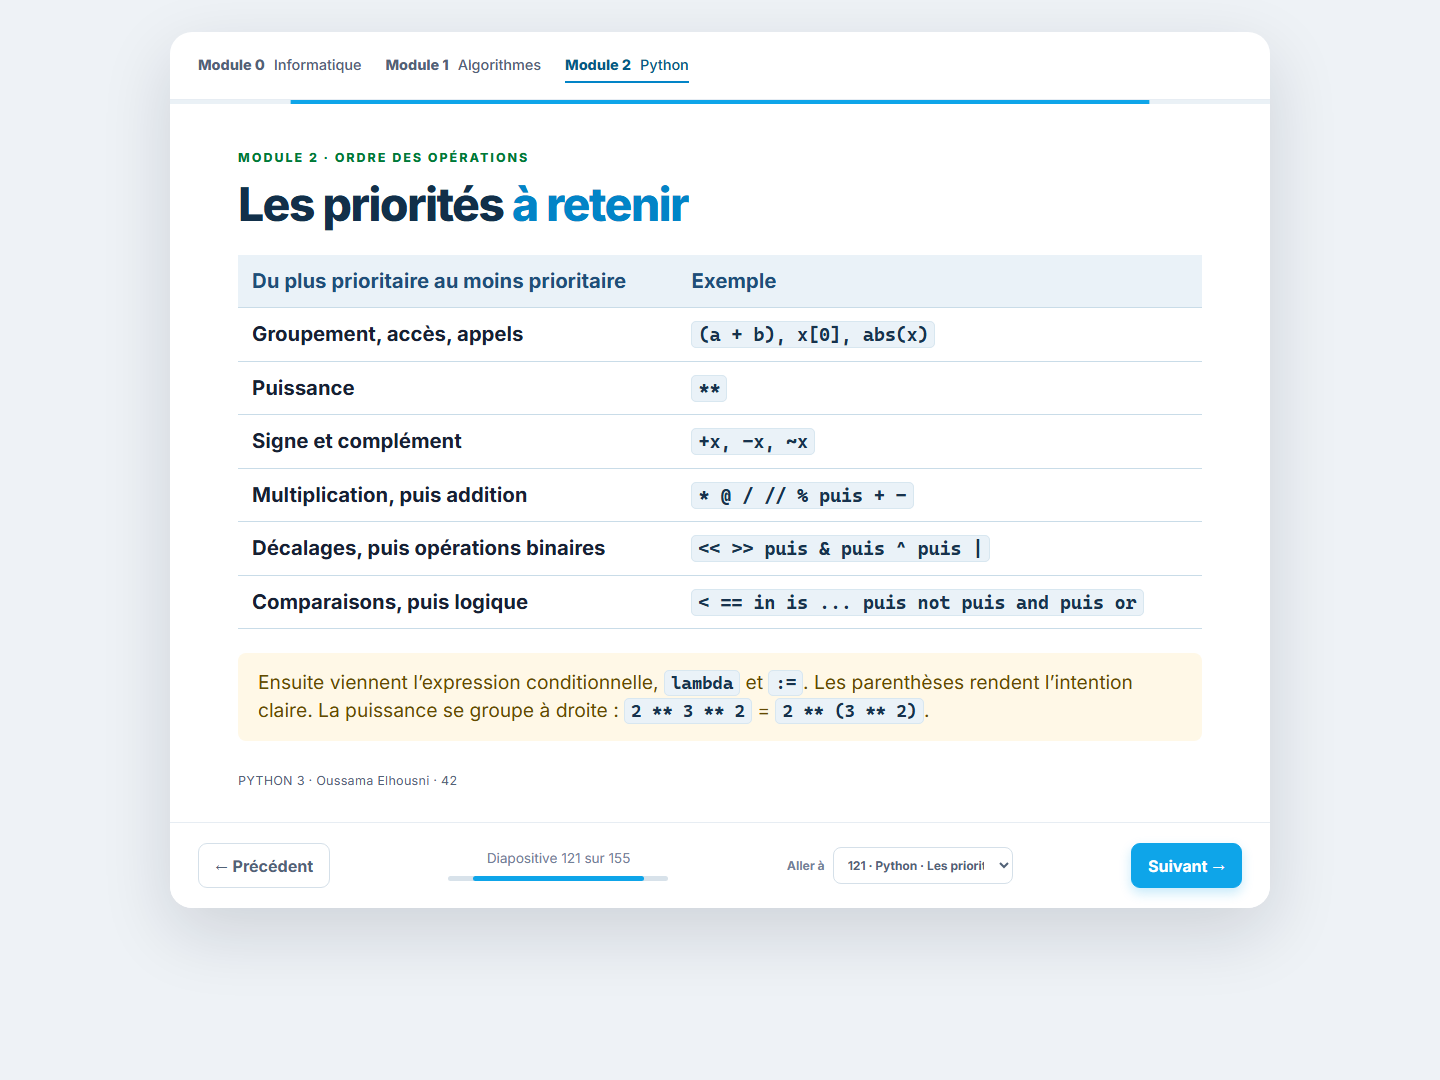 Module 0 Informatique Module 1 Algorithmes Module 2 Python
MODULE 2 · ORDRE DES OPÉRATIONS
Les priorités à retenir
Du plus prioritaire au moins prioritaire Exemple
Groupement, accès, appels (a + b), x[0], abs(x)
Puissance **
Signe et complément +x, −x, ~x
Multiplication, puis addition * @ / // % puis + −
Décalages, puis opérations binaires << >> puis & puis ^ puis |
Comparaisons, puis logique < == in is ... puis not puis and puis or
Ensuite viennent l’expression conditionnelle, lambda et :=. Les parenthèses rendent l’intention
claire. La puissance se groupe à droite : 2 ** 3 ** 2 = 2 ** (3 ** 2).
PYTHON 3 · Oussama Elhousni · 42
← Précédent Diapositive 121 sur 155 Aller à 121 · Python · Les priorit Suivant →